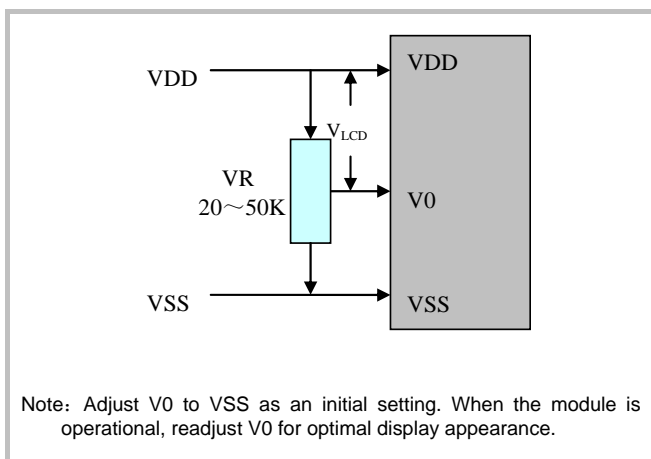 VDD
VDD
V_LCD
VR
20～50K
V0
VSS
VSS
Note：Adjust V0 to VSS as an initial setting. When the module is
operational, readjust V0 for optimal display appearance.